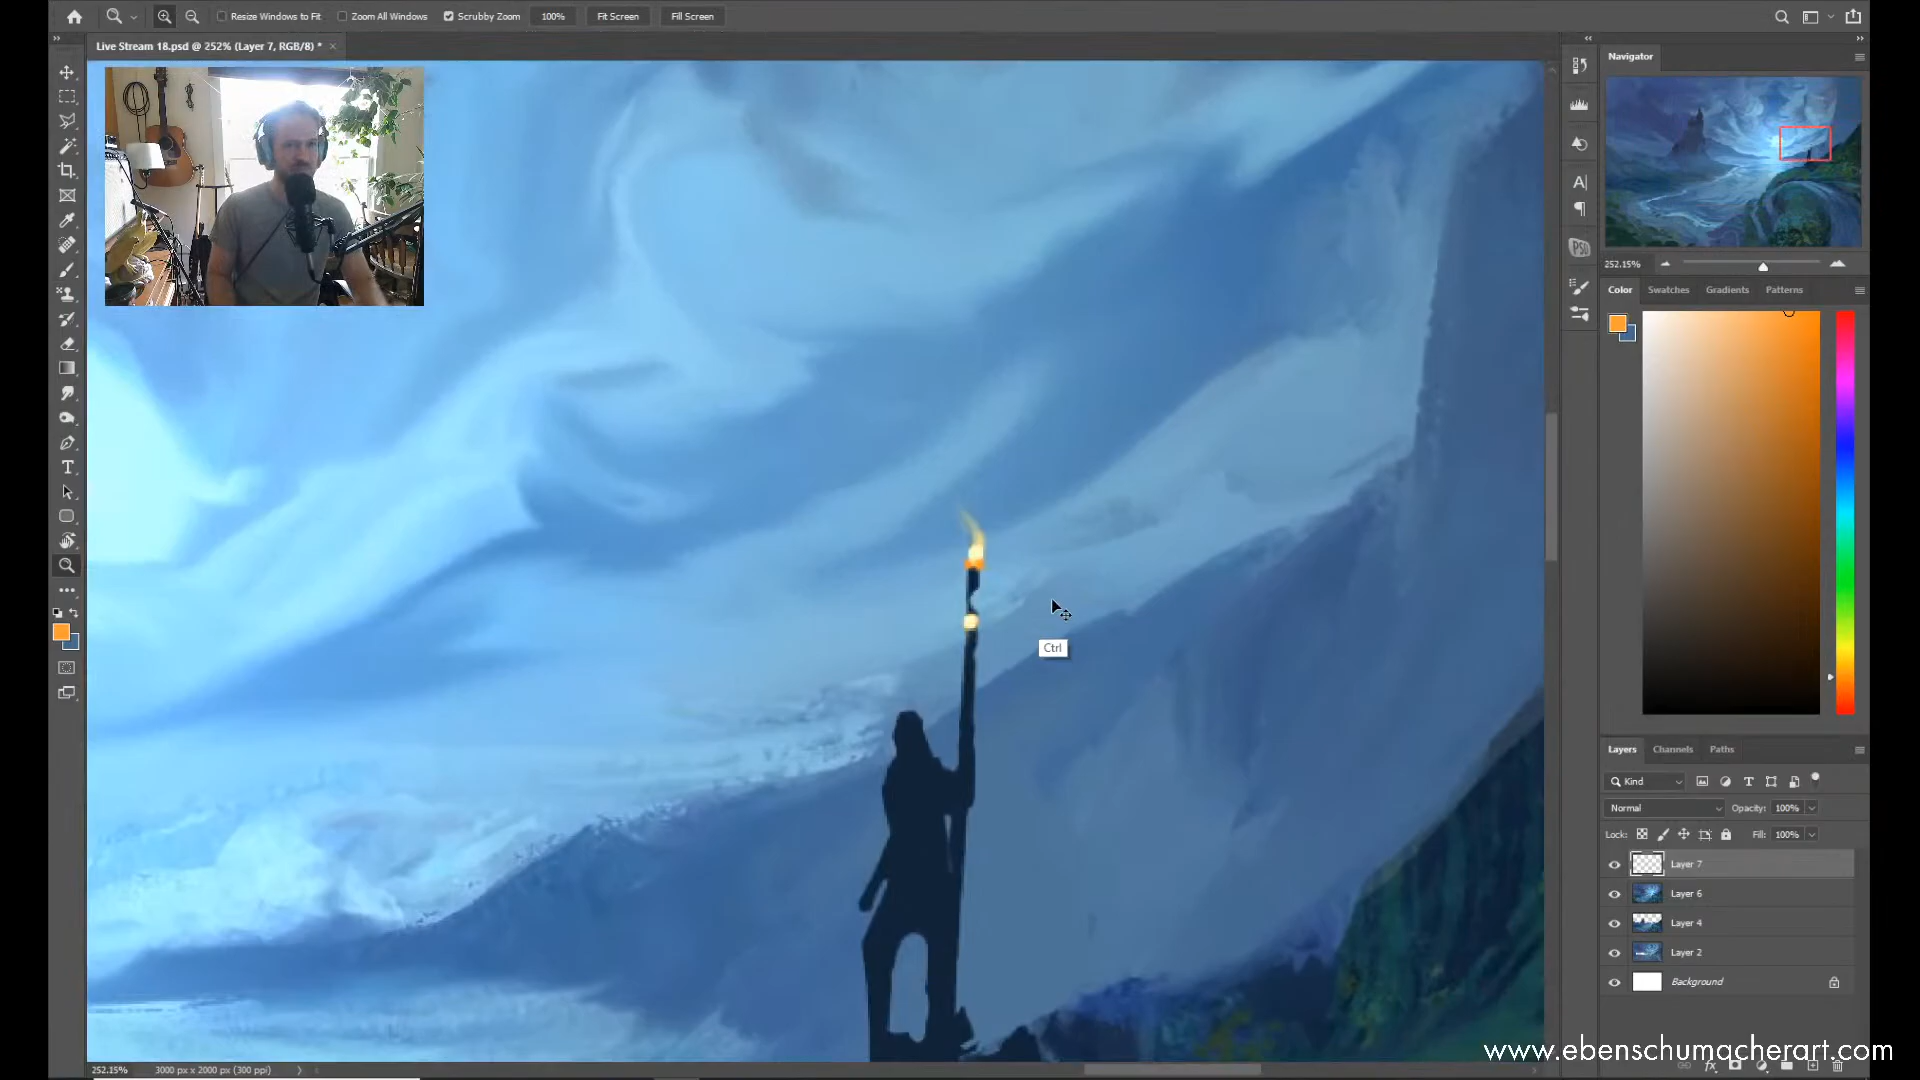 Resize Windows to Fit Zoom All Windows Scrubby Zoom 100% Fit Screen Fill Screen
Live Stream 18.psd @ 252% (Layer 7, RGB/8) * ×
Navigator
252.15%
Color Swatches Gradients Patterns
Ctrl
Layers Channels Paths
Kind
Normal Opacity: 100%
Lock: Fill: 100%
Layer 7
Layer 6
Layer 4
Layer 2
Background
www.ebenschumacherart.com
252.15% 3000 px x 2000 px (300 ppi)